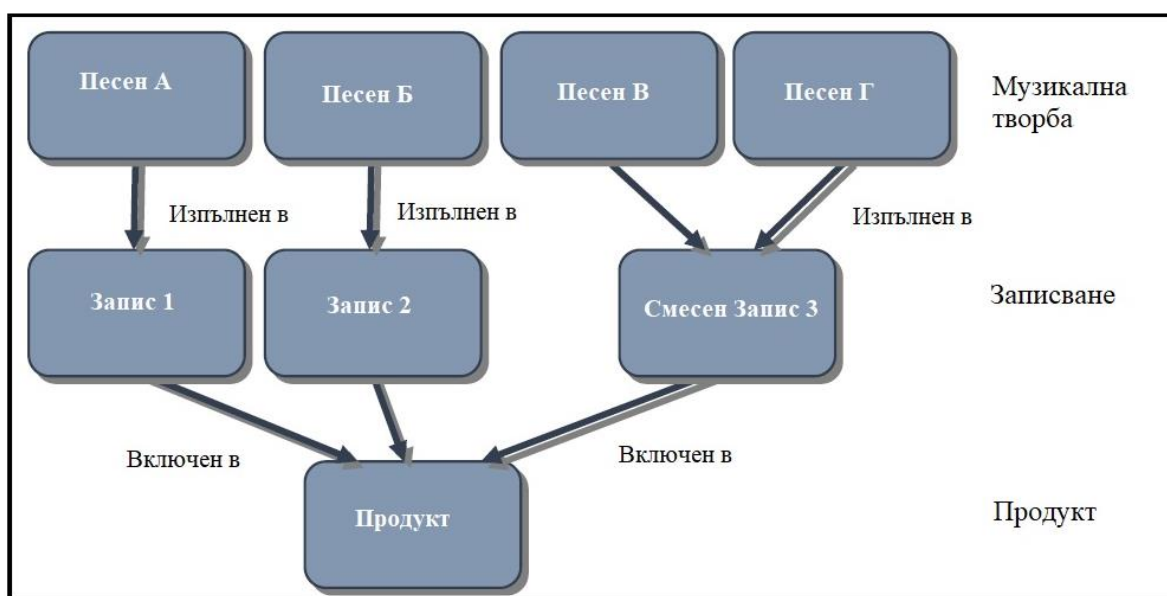 Песен А
Песен Б
Песен В
Песен Г
Музикална
творба
Изпълнен в
Изпълнен в
Изпълнен в
Запис 1
Запис 2
Смесен Запис 3
Записване
Включен в
Включен в
Продукт
Продукт